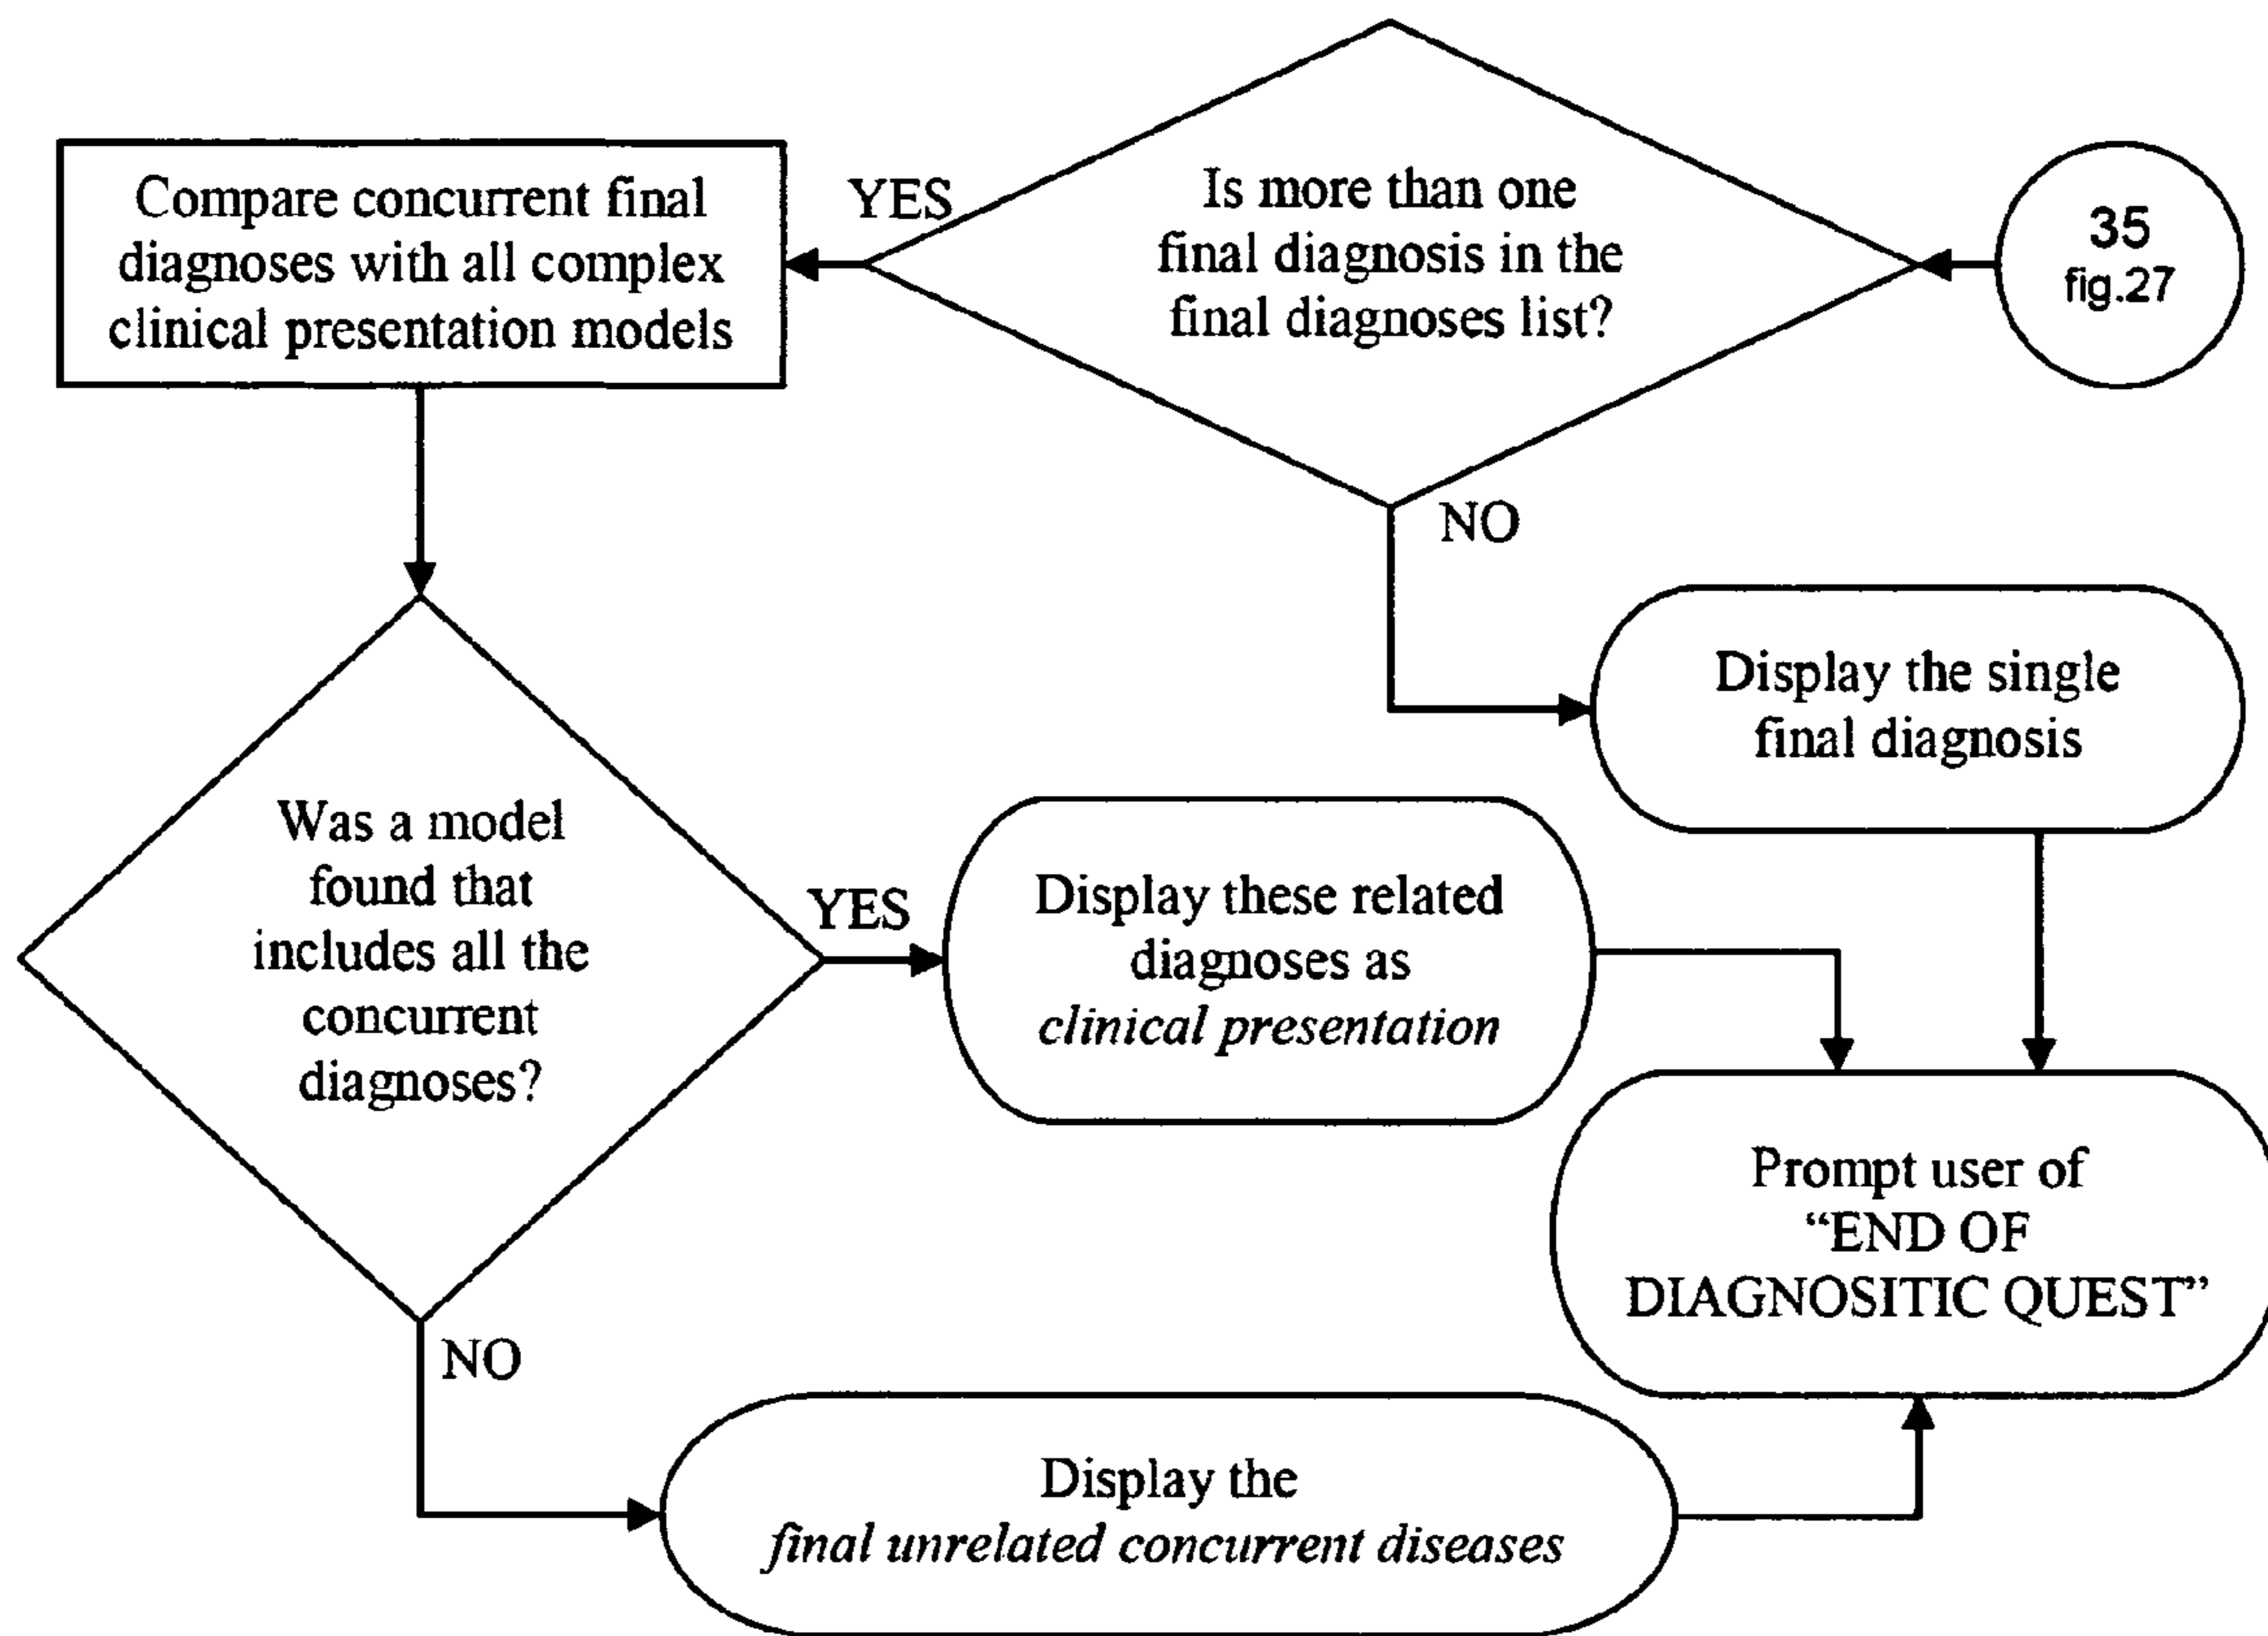 35
fig.27
Is more than one
final diagnosis in the
final diagnoses list?
YES
Compare concurrent final
diagnoses with all complex
clinical presentation models
NO
Display the single
final diagnosis
Was a model
found that
includes all the
concurrent
diagnoses?
YES
Display these related
diagnoses as
clinical presentation
NO
Display the
final unrelated concurrent diseases
Prompt user of
“END OF
DIAGNOSITIC QUEST”